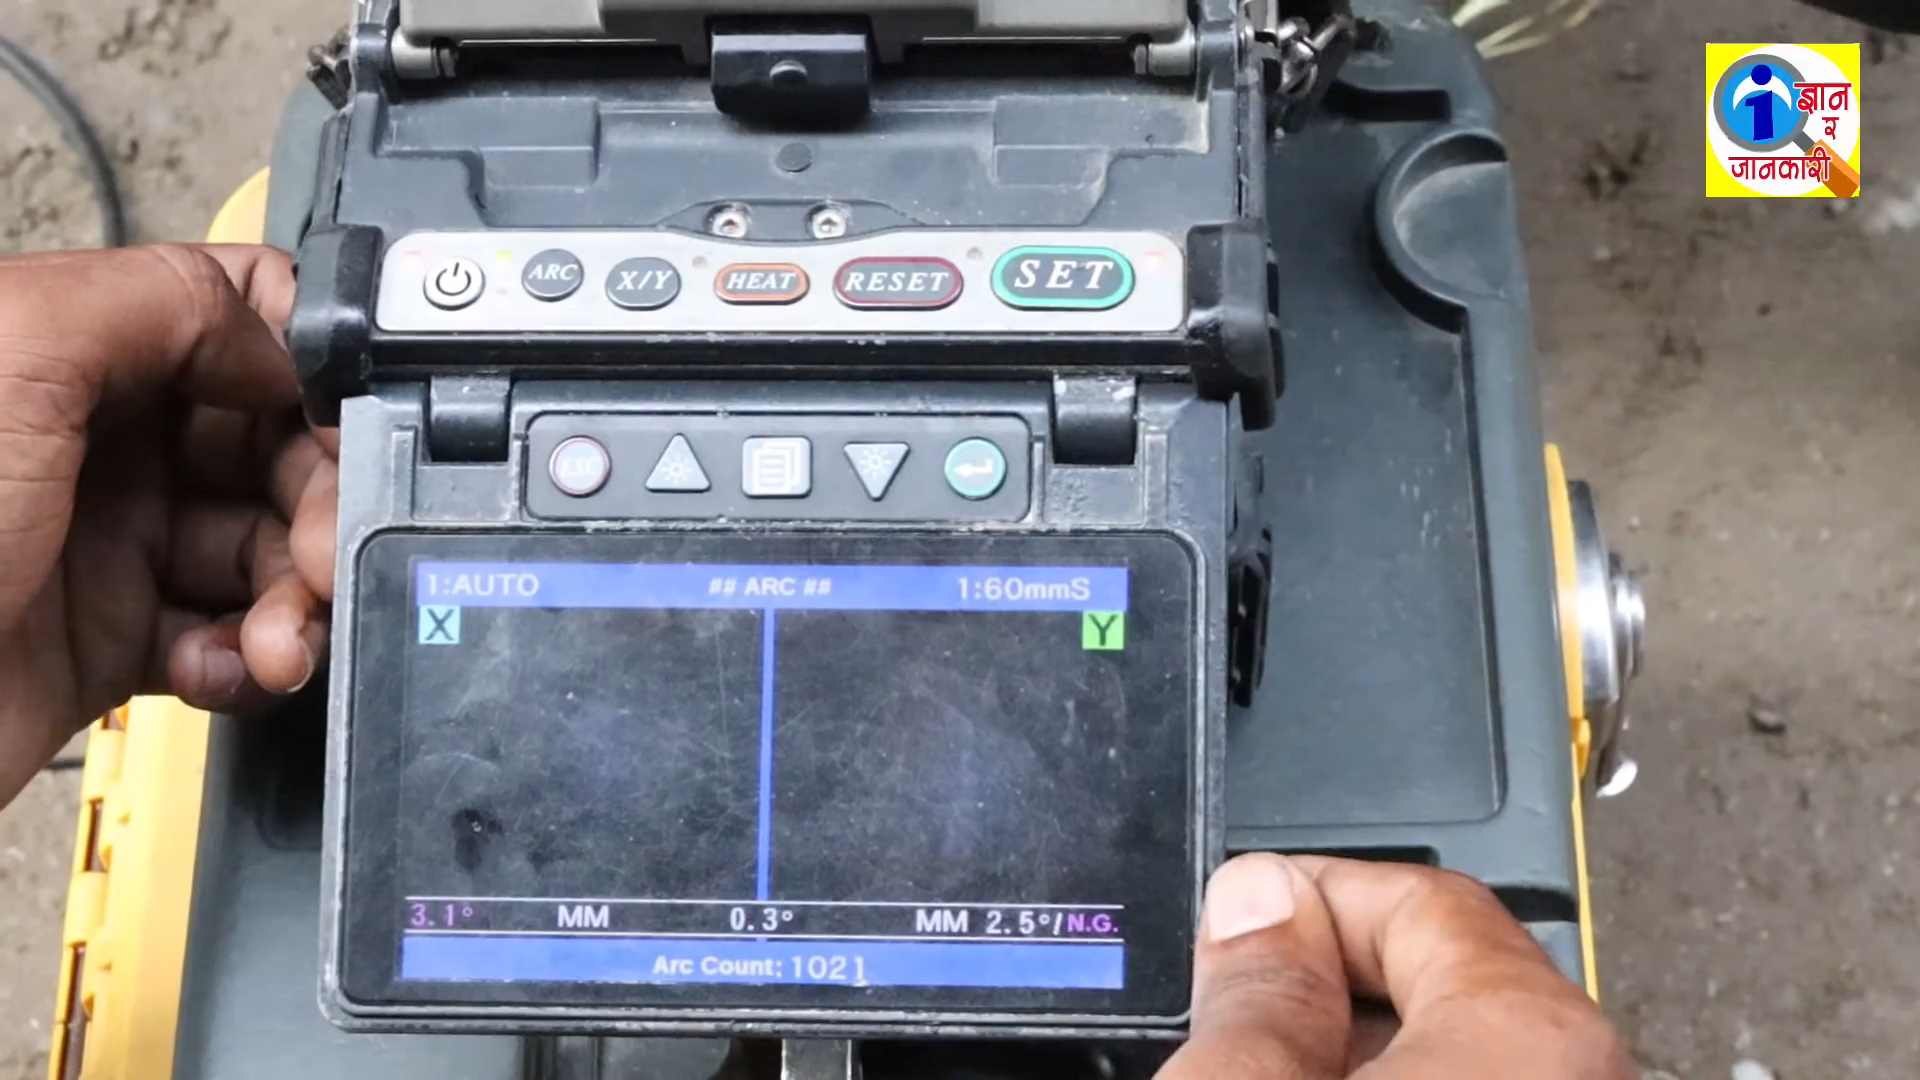 ज्ञान
र
जानकारी
ARC X/Y HEAT RESET SET
ESC
1:AUTO ## ARC ## 1:60mmS
X Y
3.1° MM 0.3° MM 2.5°/N.G.
Arc Count: 1021